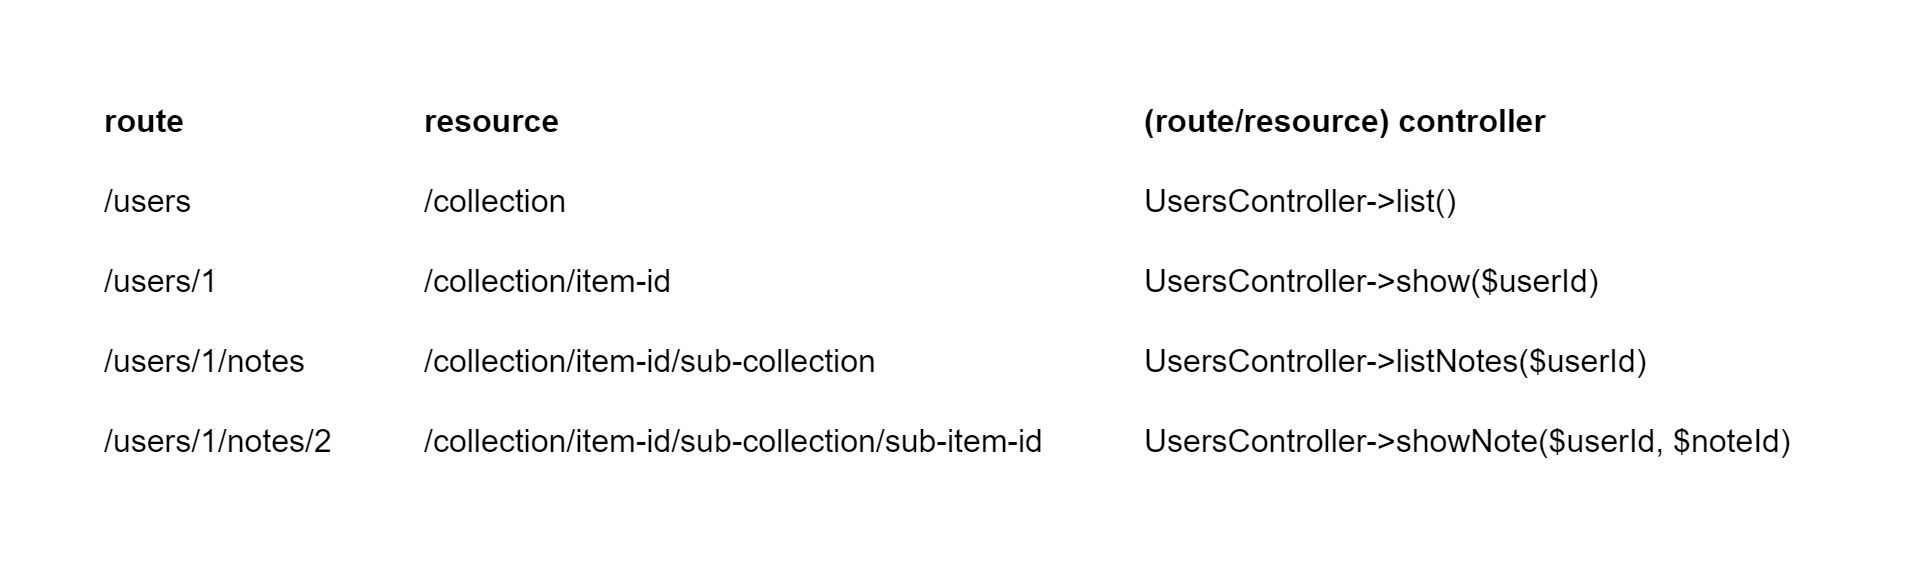 route resource (route/resource) controller
/users /collection UsersController->list()
/users/1 /collection/item-id UsersController->show($userId)
/users/1/notes /collection/item-id/sub-collection UsersController->listNotes($userId)
/users/1/notes/2 /collection/item-id/sub-collection/sub-item-id UsersController->showNote($userId, $noteId)